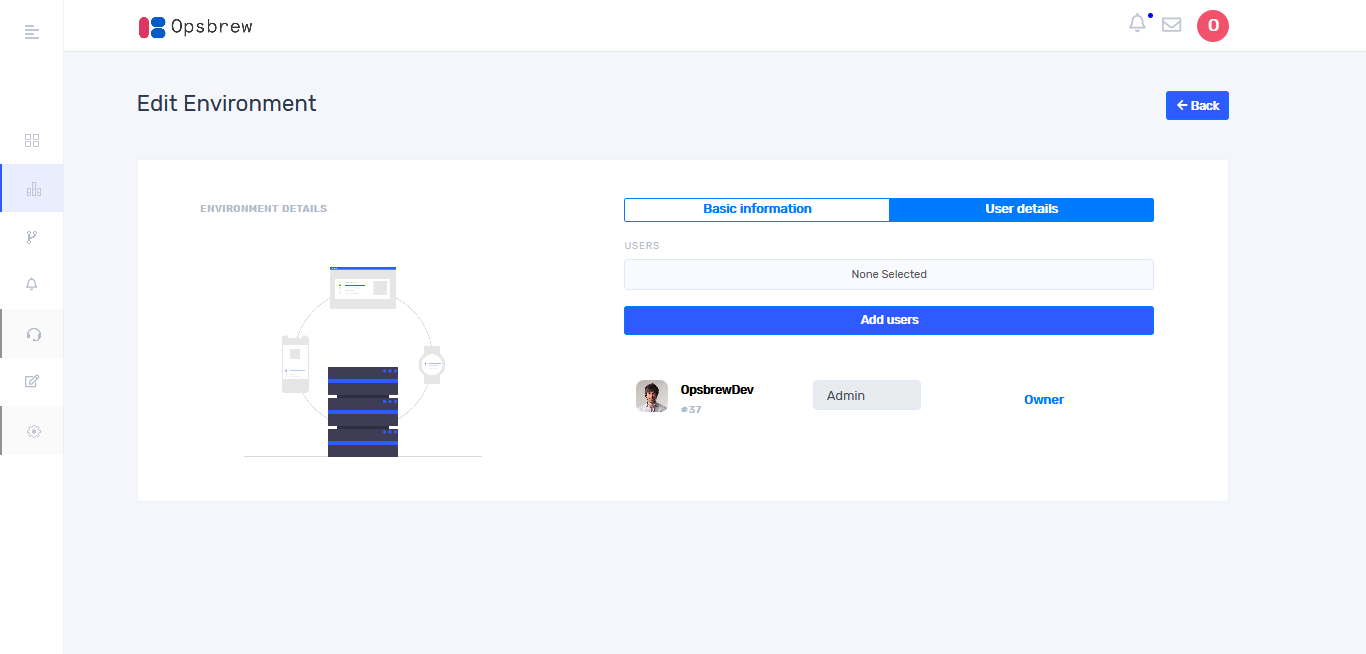 Opsbrew
O
Edit Environment
Back
ENVIRONMENT DETAILS
Basic information
User details
USERS
None Selected
Add users
OpsbrewDev
#37
Admin
Owner